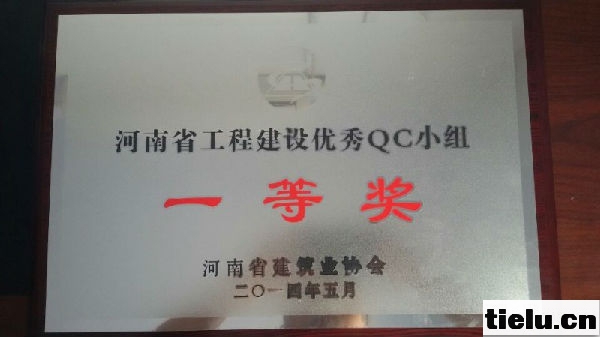 河南省工程建设优秀QC小组
一等奖
河南省建筑业协会
二〇一四年五月
tielu.cn